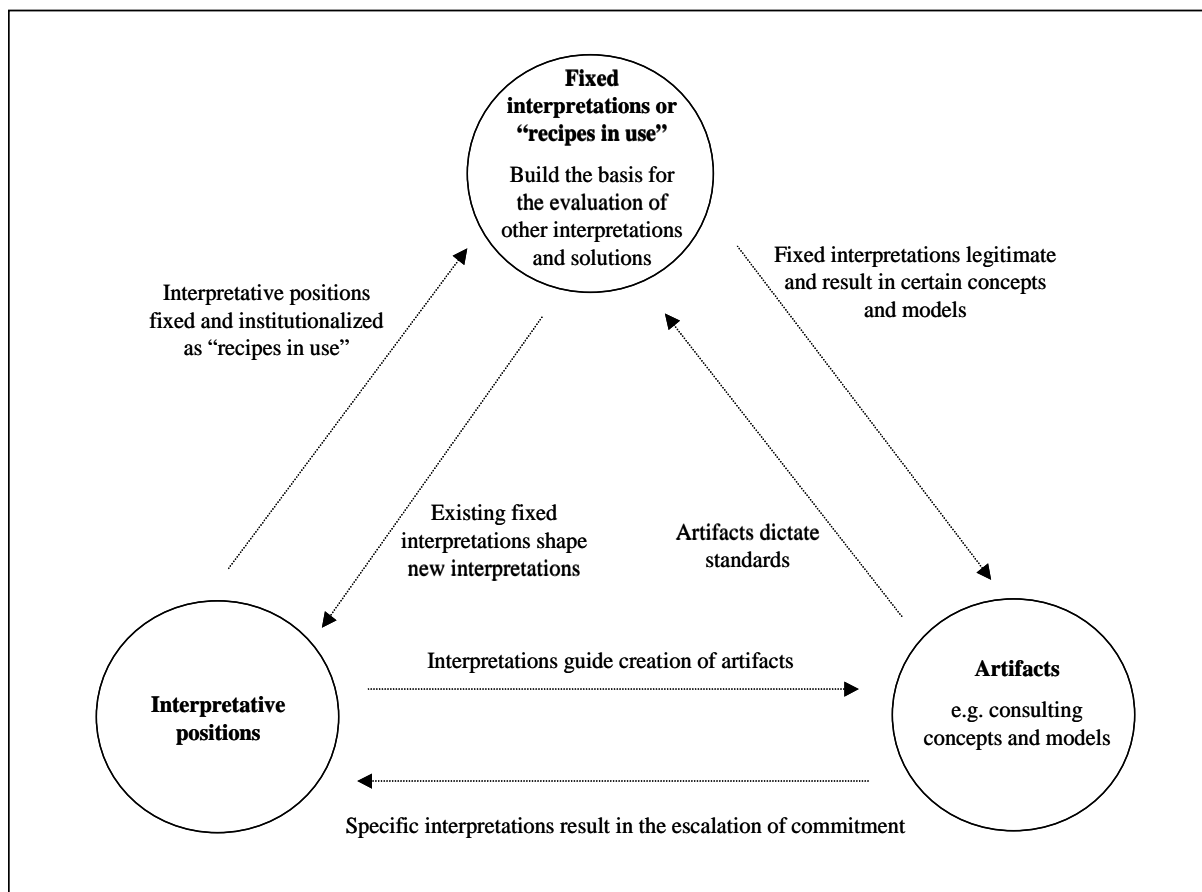 Fixed
interpretations or
“recipes in use”
Build the basis for
the evaluation of
other interpretations
and solutions
Fixed interpretations legitimate
and result in certain concepts
and models
Interpretative positions
fixed and institutionalized
as “recipes in use”
Existing fixed
interpretations shape
new interpretations
Artifacts dictate
standards
Interpretations guide creation of artifacts
Interpretative
positions
Artifacts
e.g. consulting
concepts and models
Specific interpretations result in the escalation of commitment